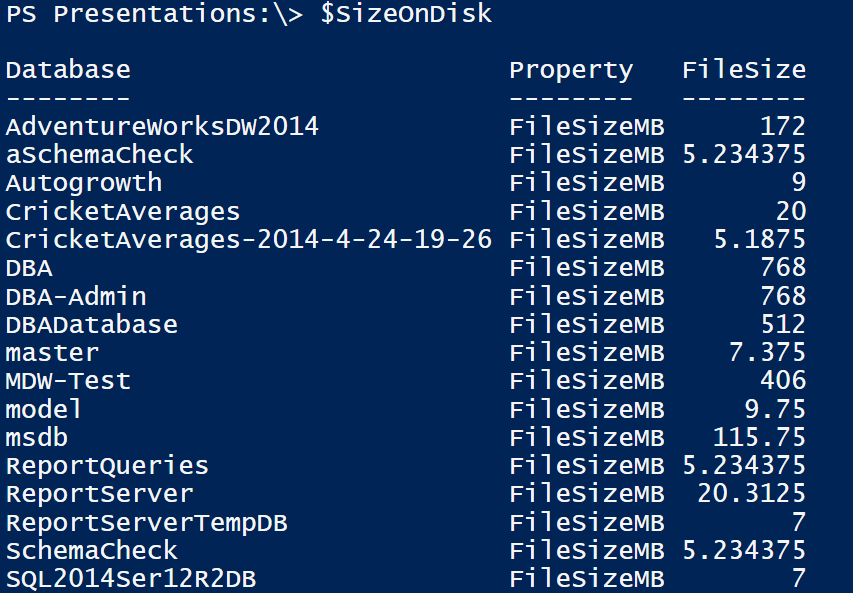 PS Presentations:\> $SizeOnDisk
Database Property FileSize
-------- -------- --------
AdventureWorksDW2014 FileSizeMB 172
aSchemaCheck FileSizeMB 5.234375
Autogrowth FileSizeMB 9
CricketAverages FileSizeMB 20
CricketAverages-2014-4-24-19-26 FileSizeMB 5.1875
DBA FileSizeMB 768
DBA-Admin FileSizeMB 768
DBADatabase FileSizeMB 512
master FileSizeMB 7.375
MDW-Test FileSizeMB 406
model FileSizeMB 9.75
msdb FileSizeMB 115.75
ReportQueries FileSizeMB 5.234375
ReportServer FileSizeMB 20.3125
ReportServerTempDB FileSizeMB 7
SchemaCheck FileSizeMB 5.234375
SQL2014Ser12R2DB FileSizeMB 7